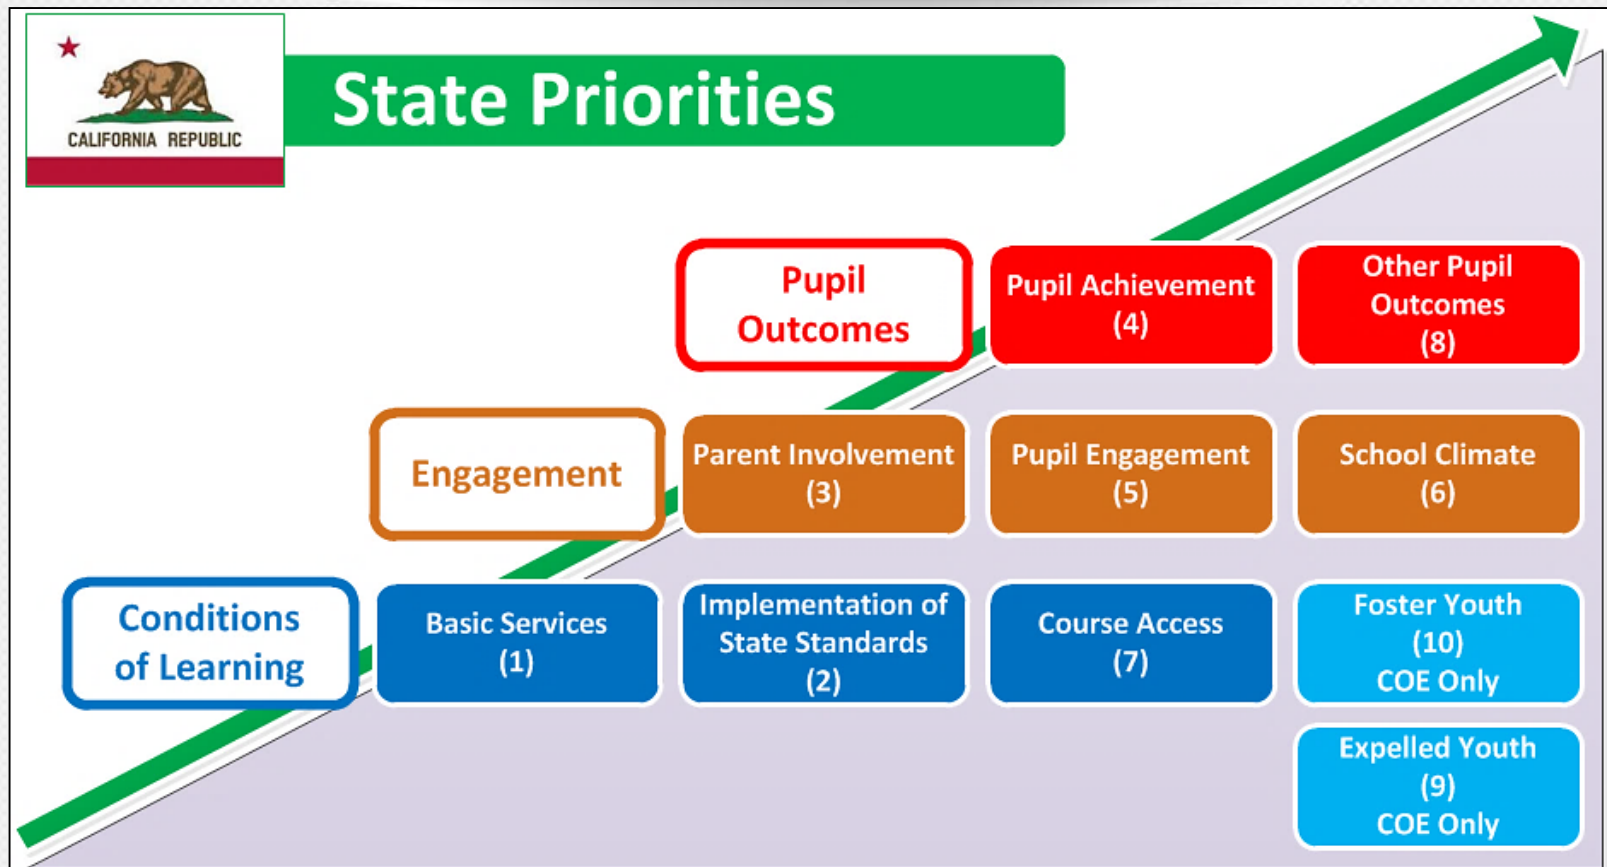 CALIFORNIA REPUBLIC
State Priorities
Pupil
Outcomes
Pupil Achievement
(4)
Other Pupil
Outcomes
(8)
Engagement
Parent Involvement
(3)
Pupil Engagement
(5)
School Climate
(6)
Conditions
of Learning
Basic Services
(1)
Implementation of
State Standards
(2)
Course Access
(7)
Foster Youth
(10)
COE Only
Expelled Youth
(9)
COE Only